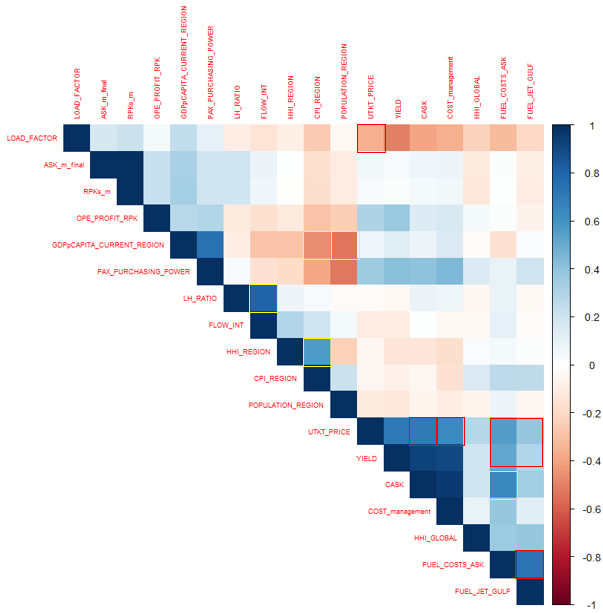 LOAD_FACTOR
ASK_m_final
RPKs_m
OPE_PROFIT_RPK
GDPpCAPITA_CURRENT_REGION
PAX_PURCHASING_POWER
LH_RATIO
FLOW_INT
HHI_REGION
CPI_REGION
POPULATION_REGION
UTKT_PRICE
YIELD
CASK
COST_management
HHI_GLOBAL
FUEL_COSTS_ASK
FUEL_JET_GULF
LOAD_FACTOR
ASK_m_final
RPKs_m
OPE_PROFIT_RPK
GDPpCAPITA_CURRENT_REGION
PAX_PURCHASING_POWER
LH_RATIO
FLOW_INT
HHI_REGION
CPI_REGION
POPULATION_REGION
UTKT_PRICE
YIELD
CASK
COST_management
HHI_GLOBAL
FUEL_COSTS_ASK
FUEL_JET_GULF
1
0.8
0.6
0.4
0.2
0
-0.2
-0.4
-0.6
-0.8
-1